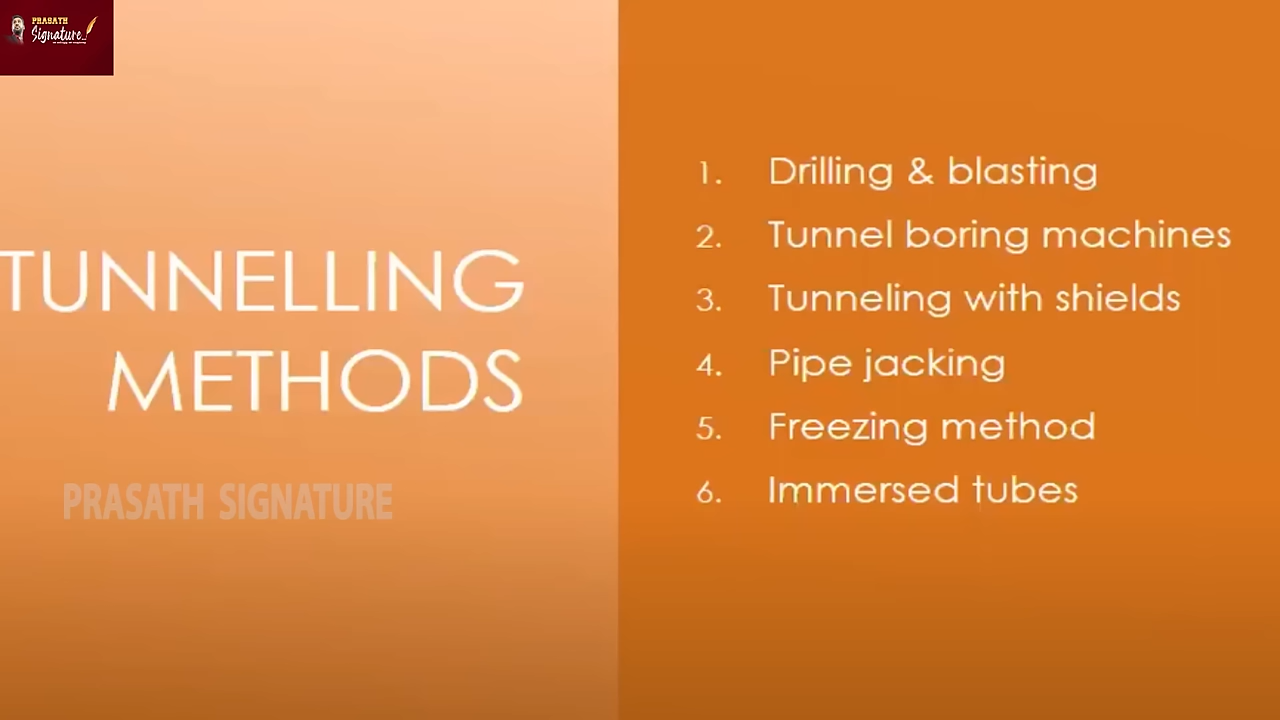 PRASATH
Signature
TUNNELLING
METHODS
PRASATH SIGNATURE
1. Drilling & blasting
2. Tunnel boring machines
3. Tunneling with shields
4. Pipe jacking
5. Freezing method
6. Immersed tubes